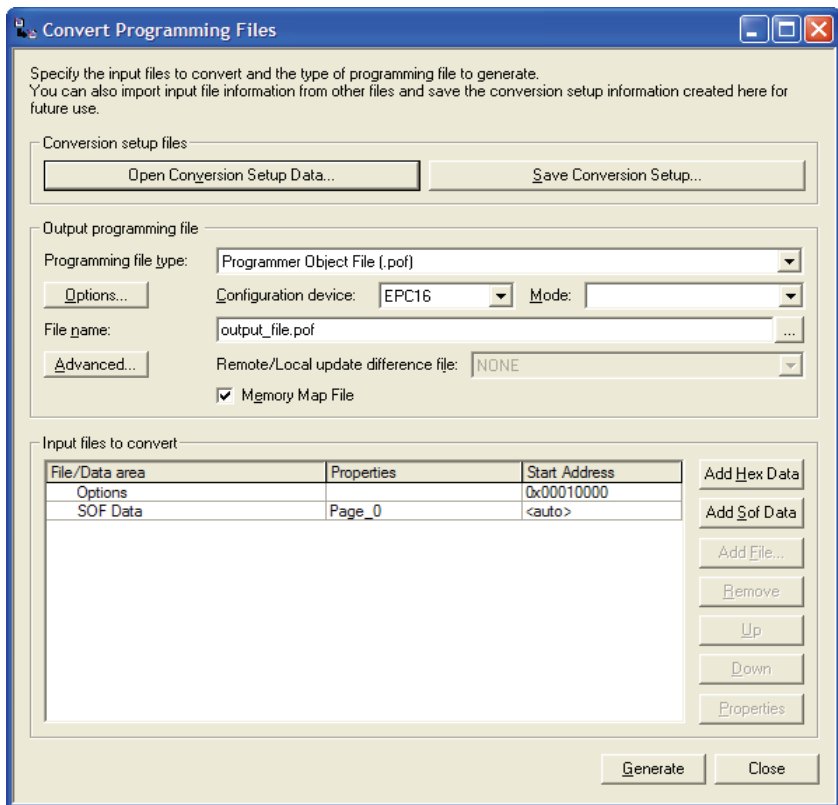 Convert Programming Files
Specify the input files to convert and the type of programming file to generate.
You can also import input file information from other files and save the conversion setup information created here for
future use.
Conversion setup files
Open Conversion Setup Data...
Save Conversion Setup...
Output programming file
Programming file type:
Programmer Object File (.pof)
Options...
Configuration device:
EPC16
Mode:
File name:
output_file.pof
...
Advanced...
Remote/Local update difference file:
NONE
Memory Map File
Input files to convert
File/Data area Properties Start Address
Options 0x00010000
SOF Data Page_0 <auto>
Add Hex Data
Add Sof Data
Add File...
Remove
Up
Down
Properties
Generate
Close